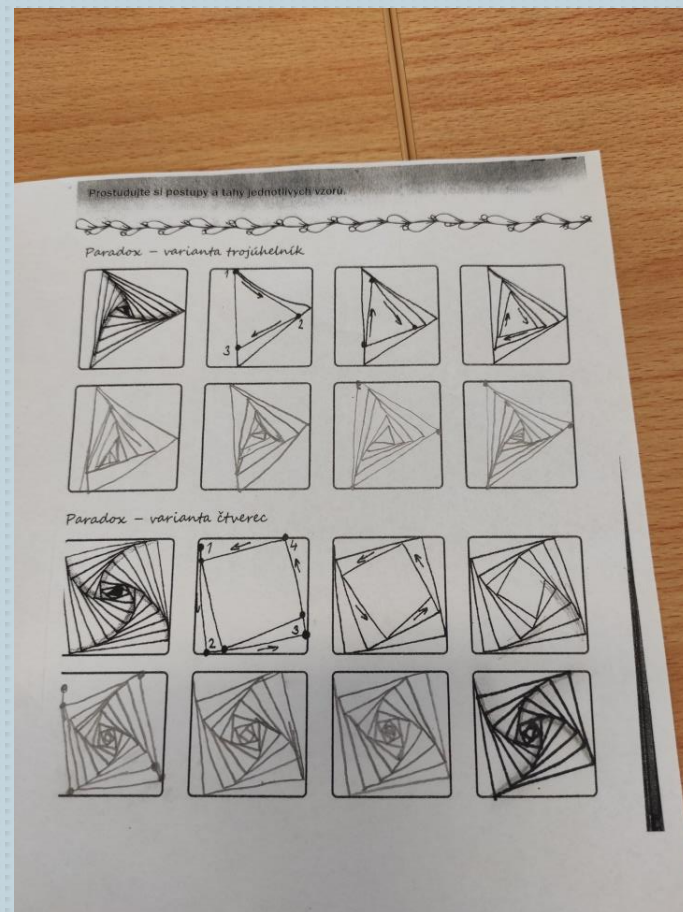 Prostudujte si postupy a tahy jednotlivých vzorů.
Paradox – varianta trojúhelník
1
2
3
Paradox – varianta čtverec
1
4
2
3